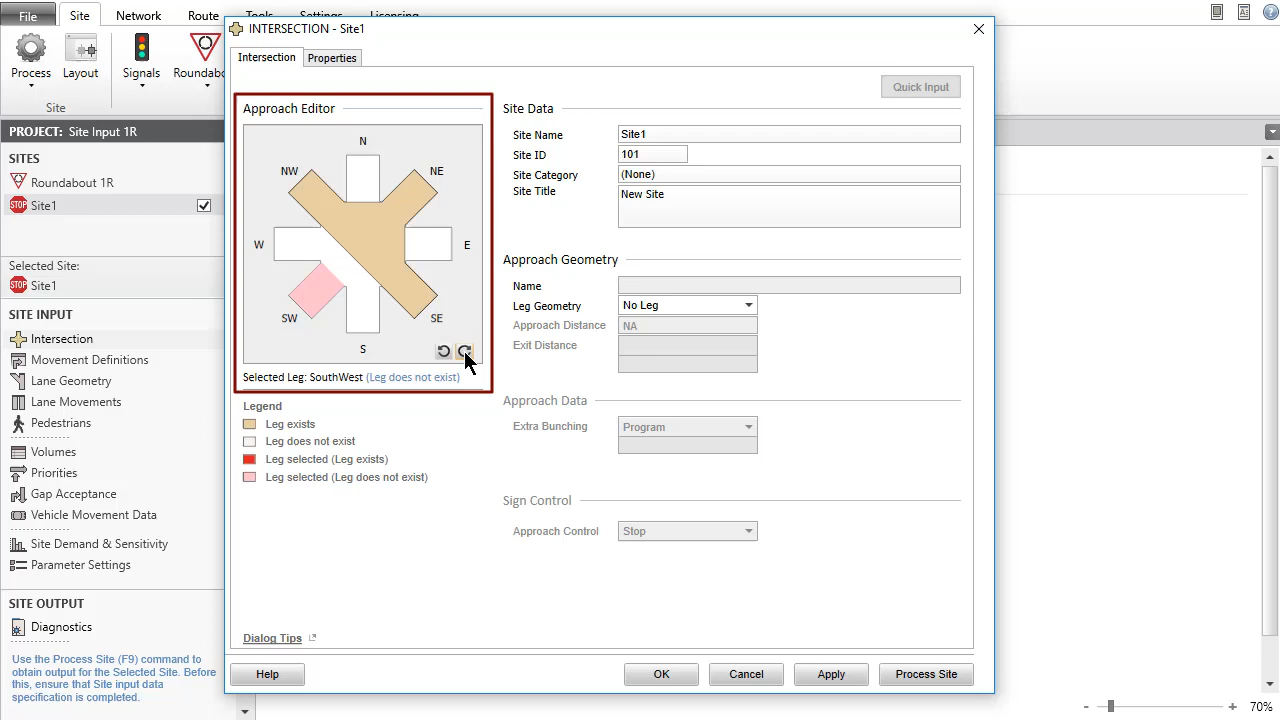 File
Site
Network
Route
Tools
Settings
Licensing
Process
Layout
Signals
Roundabo
Site
INTERSECTION - Site1
Intersection
Properties
Quick Input
PROJECT: Site Input 1R
SITES
Roundabout 1R
Site1
Selected Site:
Site1
SITE INPUT
Intersection
Movement Definitions
Lane Geometry
Lane Movements
Pedestrians
Volumes
Priorities
Gap Acceptance
Vehicle Movement Data
Site Demand & Sensitivity
Parameter Settings
SITE OUTPUT
Diagnostics
Use the Process Site (F9) command to
obtain output for the Selected Site. Before
this, ensure that Site input data
specification is completed.
Approach Editor
N
NW
NE
W
E
SW
SE
S
Selected Leg: SouthWest (Leg does not exist)
Legend
Leg exists
Leg does not exist
Leg selected (Leg exists)
Leg selected (Leg does not exist)
Site Data
Site Name Site1
Site ID 101
Site Category (None)
Site Title New Site
Approach Geometry
Name
Leg Geometry No Leg
Approach Distance NA
Exit Distance
Approach Data
Extra Bunching Program
Sign Control
Approach Control Stop
Dialog Tips
Help
OK
Cancel
Apply
Process Site
- + 70%